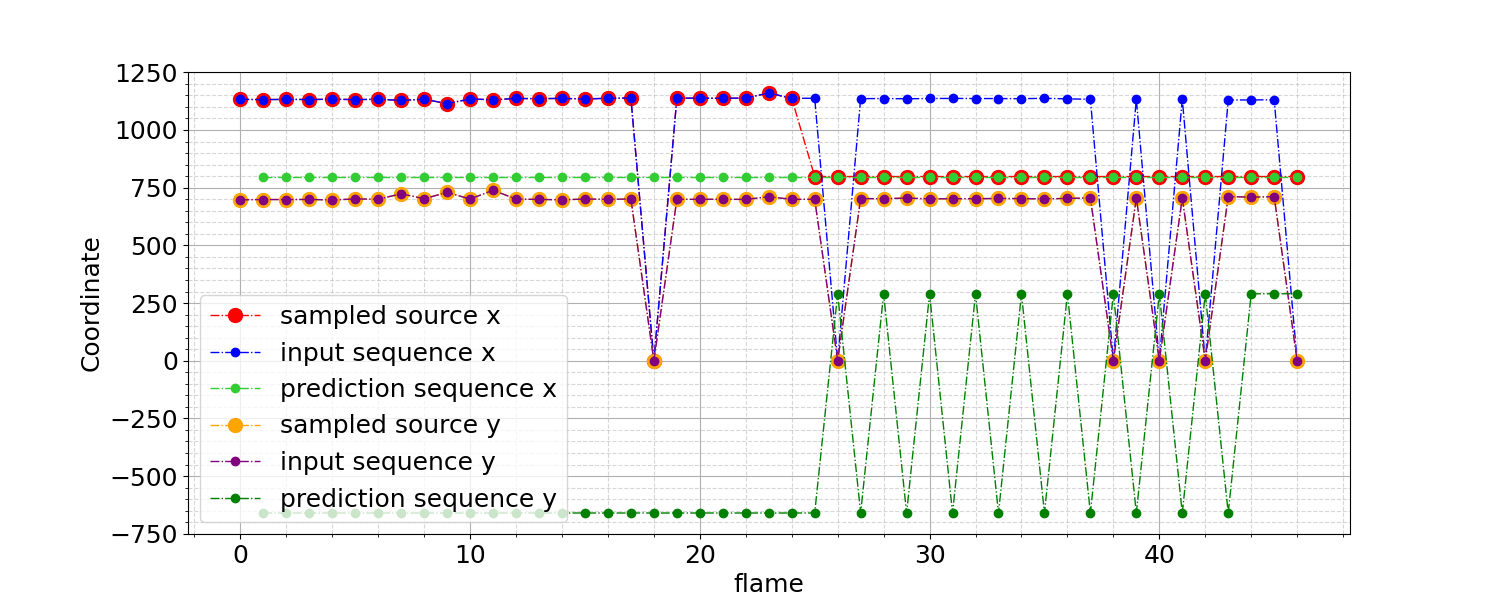 1250
1000
750
500
250
0
−250
−500
−750
Coordinate
sampled source x
input sequence x
prediction sequence x
sampled source y
input sequence y
prediction sequence y
0 10 20 30 40
flame